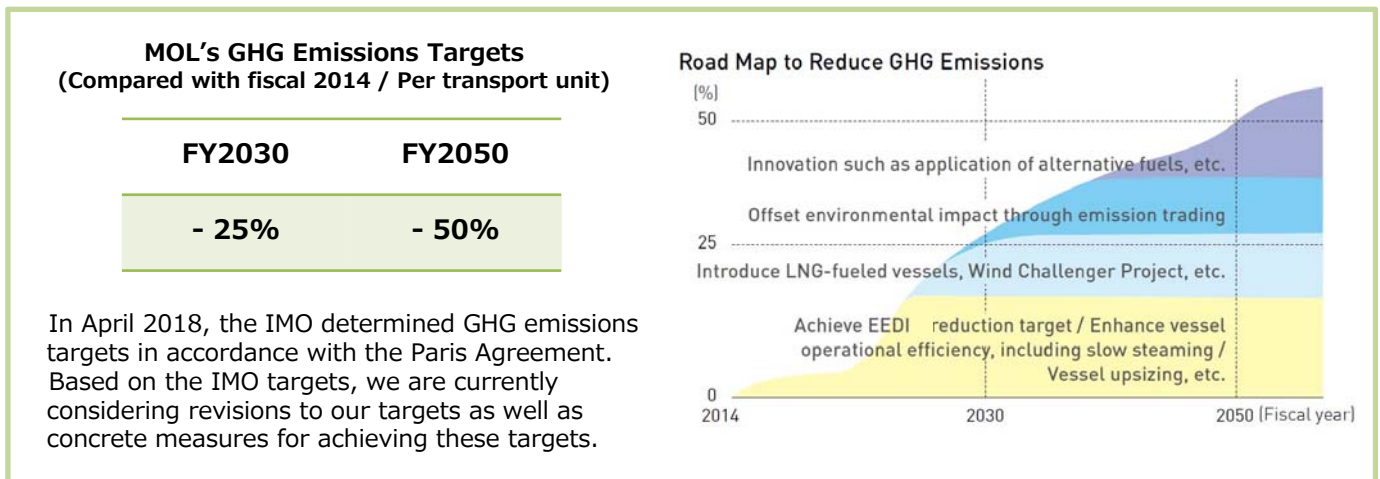 MOL's GHG Emissions Targets
(Compared with fiscal 2014 / Per transport unit)
FY2030 FY2050
- 25% - 50%
In April 2018, the IMO determined GHG emissions
targets in accordance with the Paris Agreement.
Based on the IMO targets, we are currently
considering revisions to our targets as well as
concrete measures for achieving these targets.
Road Map to Reduce GHG Emissions
(%)
50
Innovation such as application of alternative fuels, etc.
Offset environmental impact through emission trading
25
Introduce LNG-fueled vessels, Wind Challenger Project, etc.
Achieve EEDI reduction target / Enhance vessel
operational efficiency, including slow steaming /
Vessel upsizing, etc.
0
2014 2030 2050 (Fiscal year)